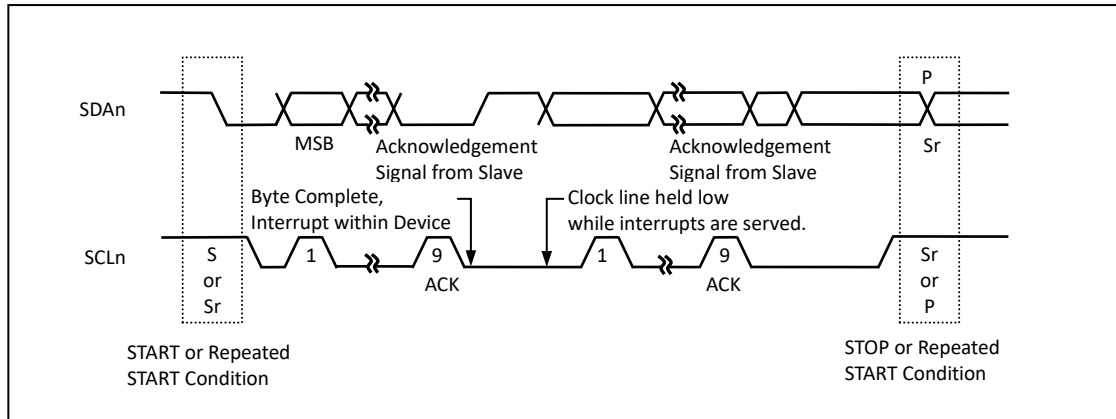 P
SDAn
MSB
Acknowledgement
Signal from Slave
Acknowledgement
Signal from Slave
Sr
Byte Complete,
Interrupt within Device
Clock line held low
while interrupts are served.
SCLn
S
or
Sr
1
9
ACK
1
9
ACK
Sr
or
P
START or Repeated
START Condition
STOP or Repeated
START Condition